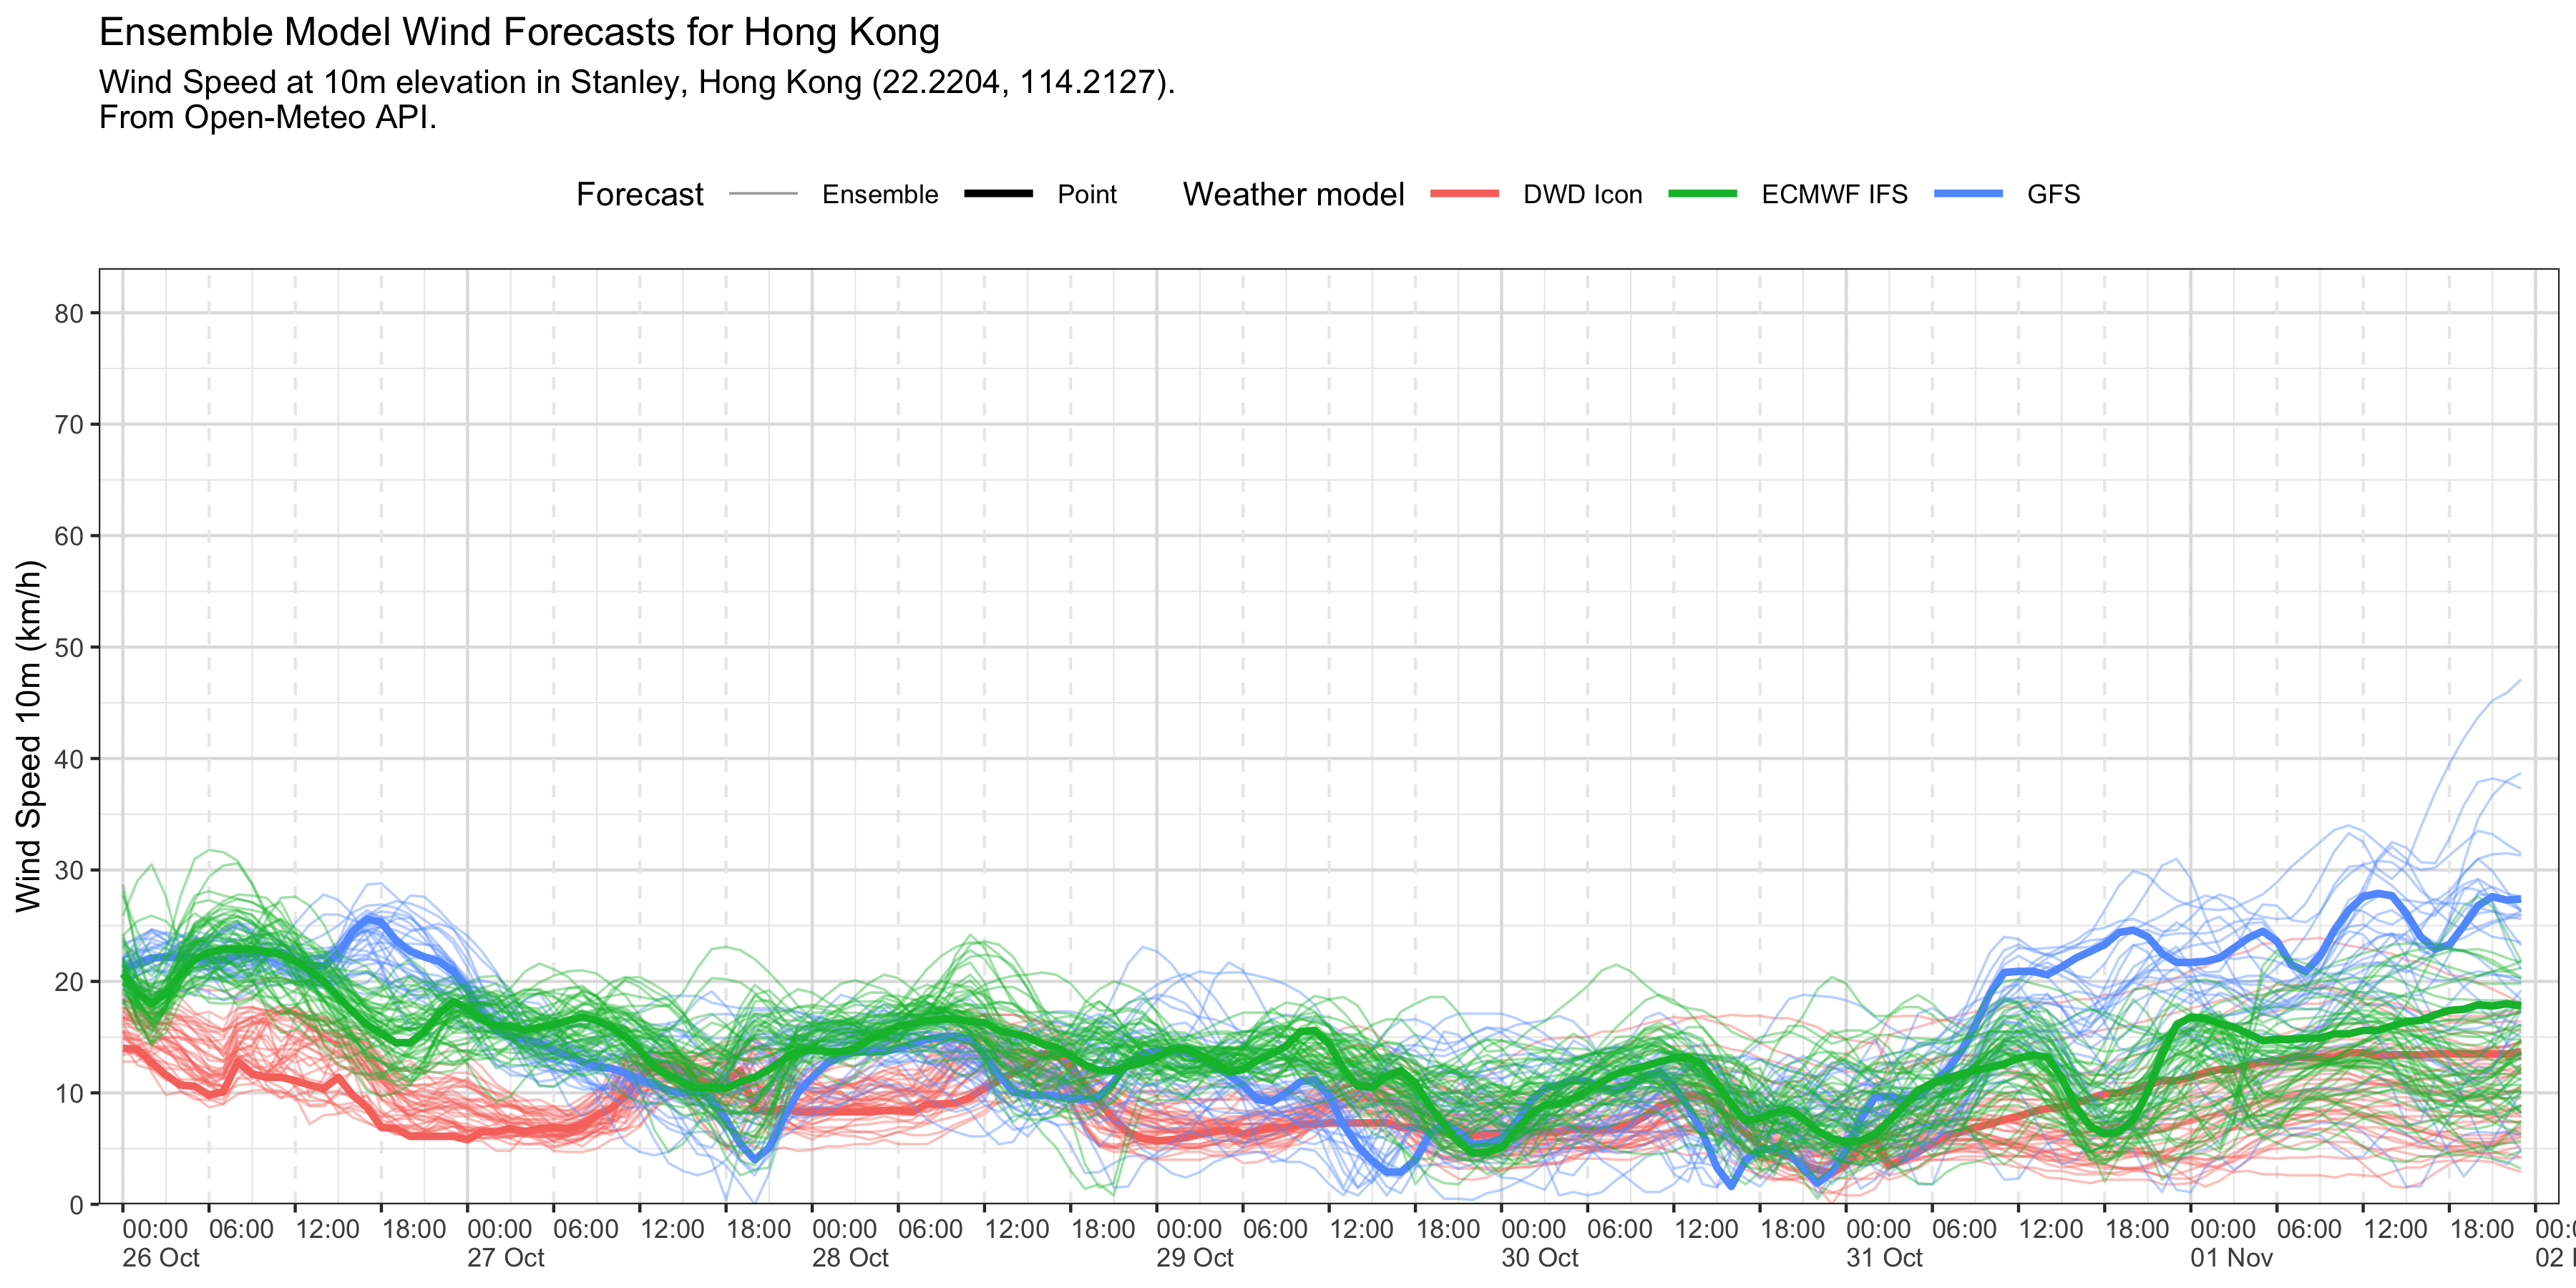 Ensemble Model Wind Forecasts for Hong Kong
Wind Speed at 10m elevation in Stanley, Hong Kong (22.2204, 114.2127).
From Open-Meteo API.
Forecast Ensemble Point Weather model DWD Icon ECMWF IFS GFS
Wind Speed 10m (km/h)
80
70
60
50
40
30
20
10
0
00:00 06:00 12:00 18:00 00:00 06:00 12:00 18:00 00:00 06:00 12:00 18:00 00:00 06:00 12:00 18:00 00:00 06:00 12:00 18:00 00:00 06:00 12:00 18:00 00:00 06:00 12:00 18:00
26 Oct 27 Oct 28 Oct 29 Oct 30 Oct 31 Oct 01 Nov 02